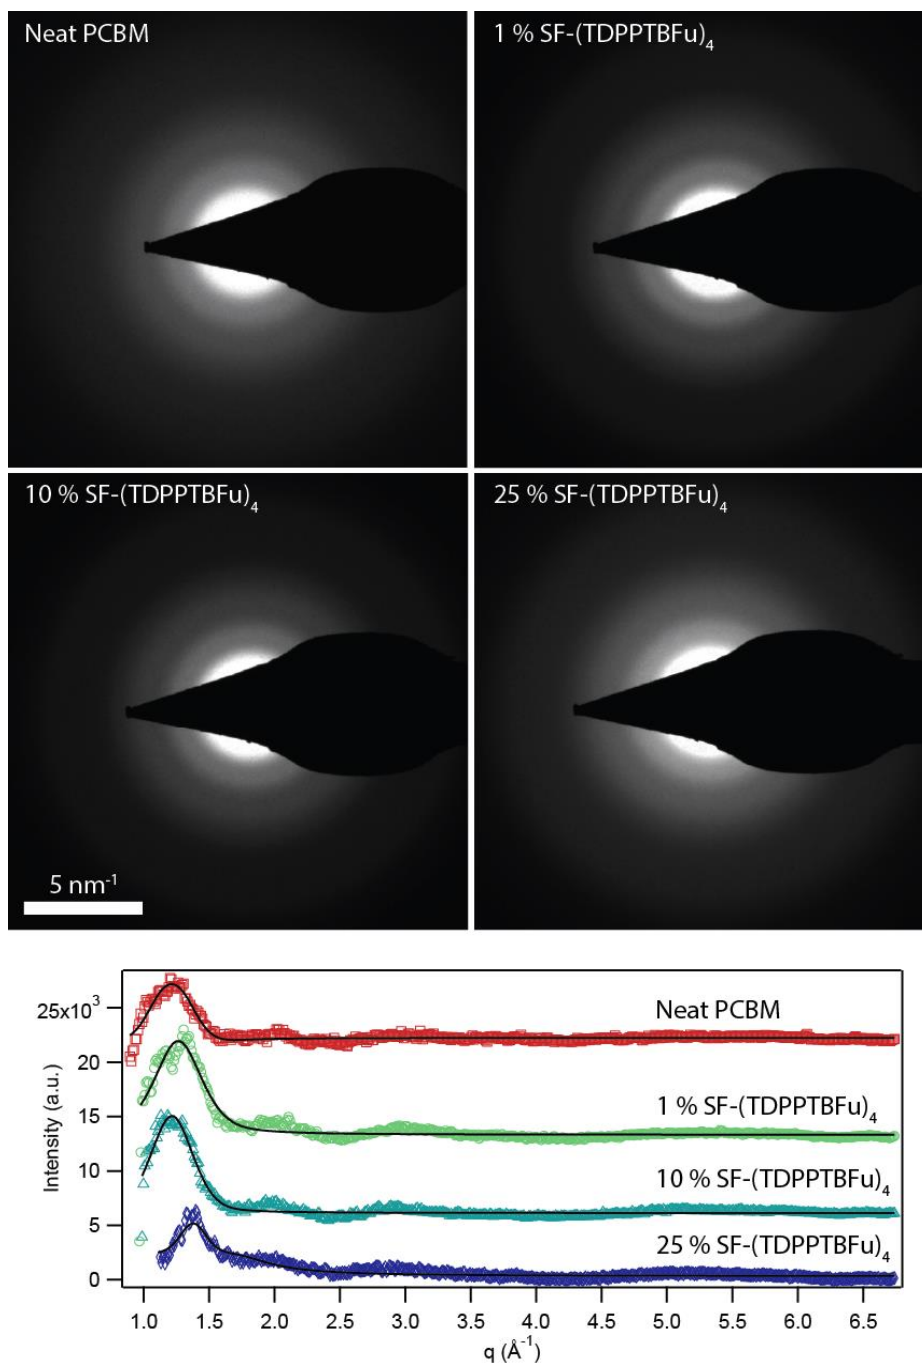 Neat PCBM
1 % SF-(TDPPTBFu)4
10 % SF-(TDPPTBFu)4
25 % SF-(TDPPTBFu)4
5 nm-1
25x10³
20
15
10
5
0
Intensity (a.u.)
Neat PCBM
1 % SF-(TDPPTBFu)4
10 % SF-(TDPPTBFu)4
25 % SF-(TDPPTBFu)4
1.0 1.5 2.0 2.5 3.0 3.5 4.0 4.5 5.0 5.5 6.0 6.5
q (Å-1)